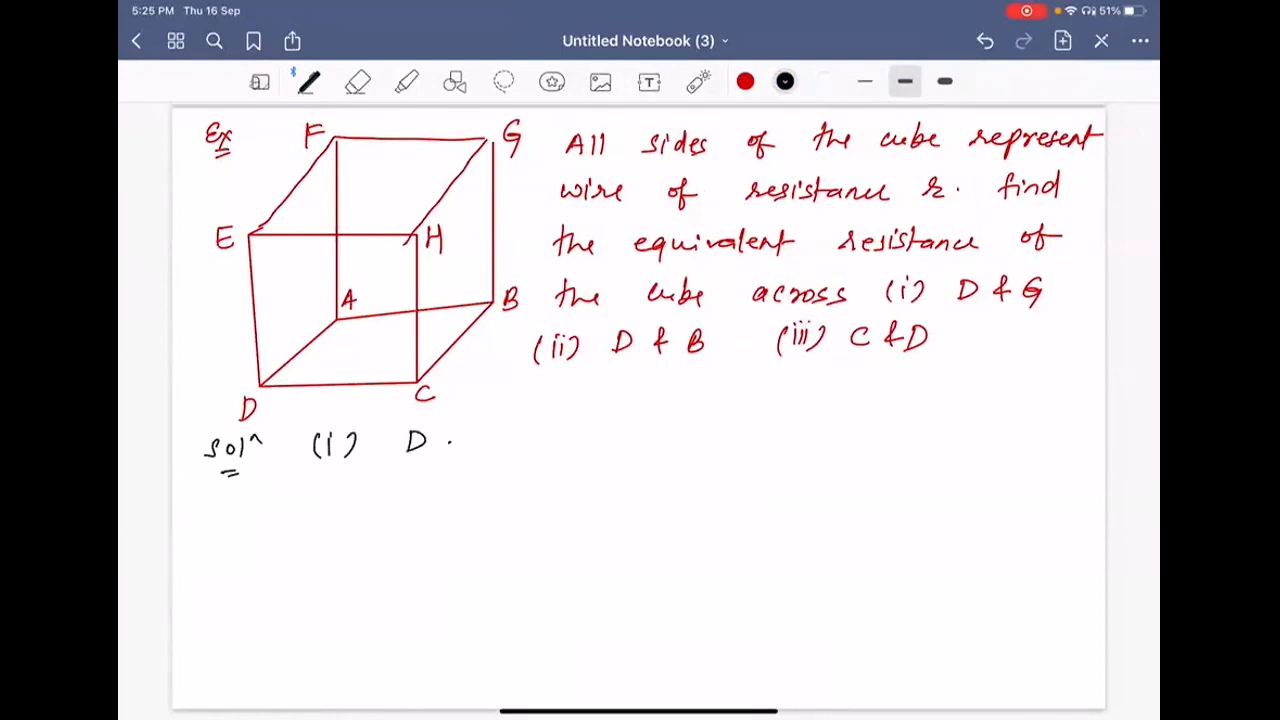 5:25 PM Thu 16 Sep
51%
Untitled Notebook (3)
Ex F G All sides of the cube represent
wire of resistance r. find
E H the equivalent resistance of
A B the cube across (i) D & G
(ii) D & B (iii) C & D
D C
Solⁿ (i) D .